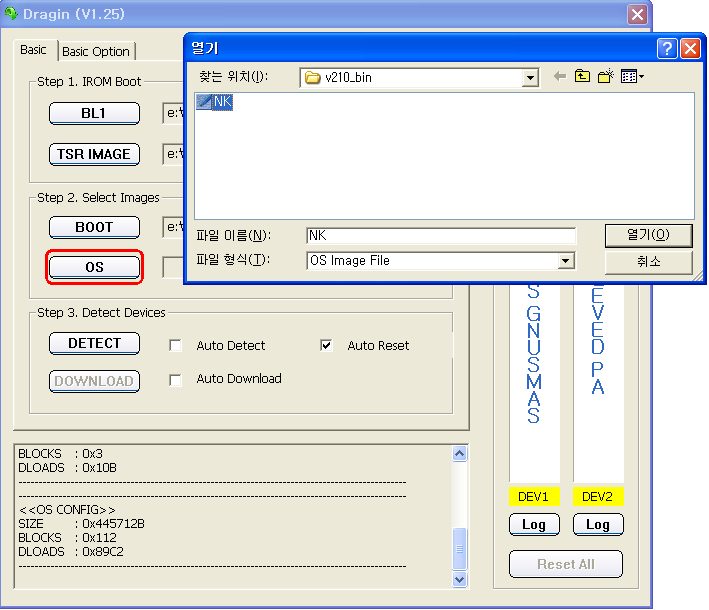 Dragin (V1.25)
Basic
Basic Option
Step 1. IROM Boot
BL1
e:\
TSR IMAGE
e:\
Step 2. Select Images
BOOT
e:\
OS
Step 3. Detect Devices
DETECT
Auto Detect
Auto Reset
DOWNLOAD
Auto Download
BLOCKS : 0x3
DLOADS : 0x10B
<<OS CONFIG>>
SIZE : 0x445712B
BLOCKS : 0x112
DLOADS : 0x89C2
열기
찾는 위치(I):
v210_bin
NK
파일 이름(N):
NK
열기(O)
파일 형식(T):
OS Image File
취소
S GNUSMAS
EVED PA
DEV1
DEV2
Log
Log
Reset All